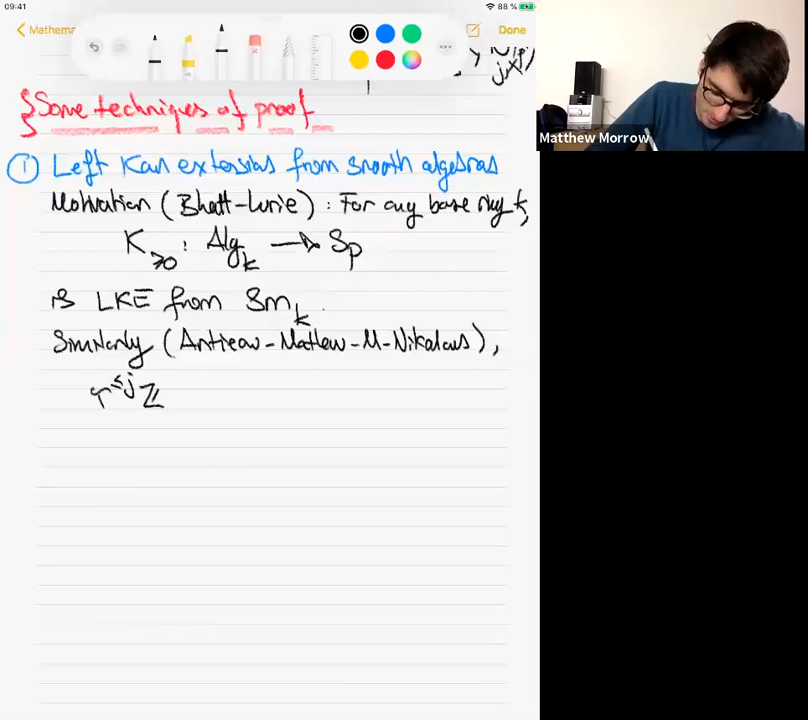 09:41
88 %
Mathema
Done
§ Some techniques of proof
① Left Kan extensions from smooth algebras
Motivation (Bhatt-Lurie): For any base ring k,
K≥0 : Alg_k → Sp
is LKE from Sm_k.
Similarly (Antieau-Mathew-M-Nikolaus),
τ^≤j ℤ
Matthew Morrow